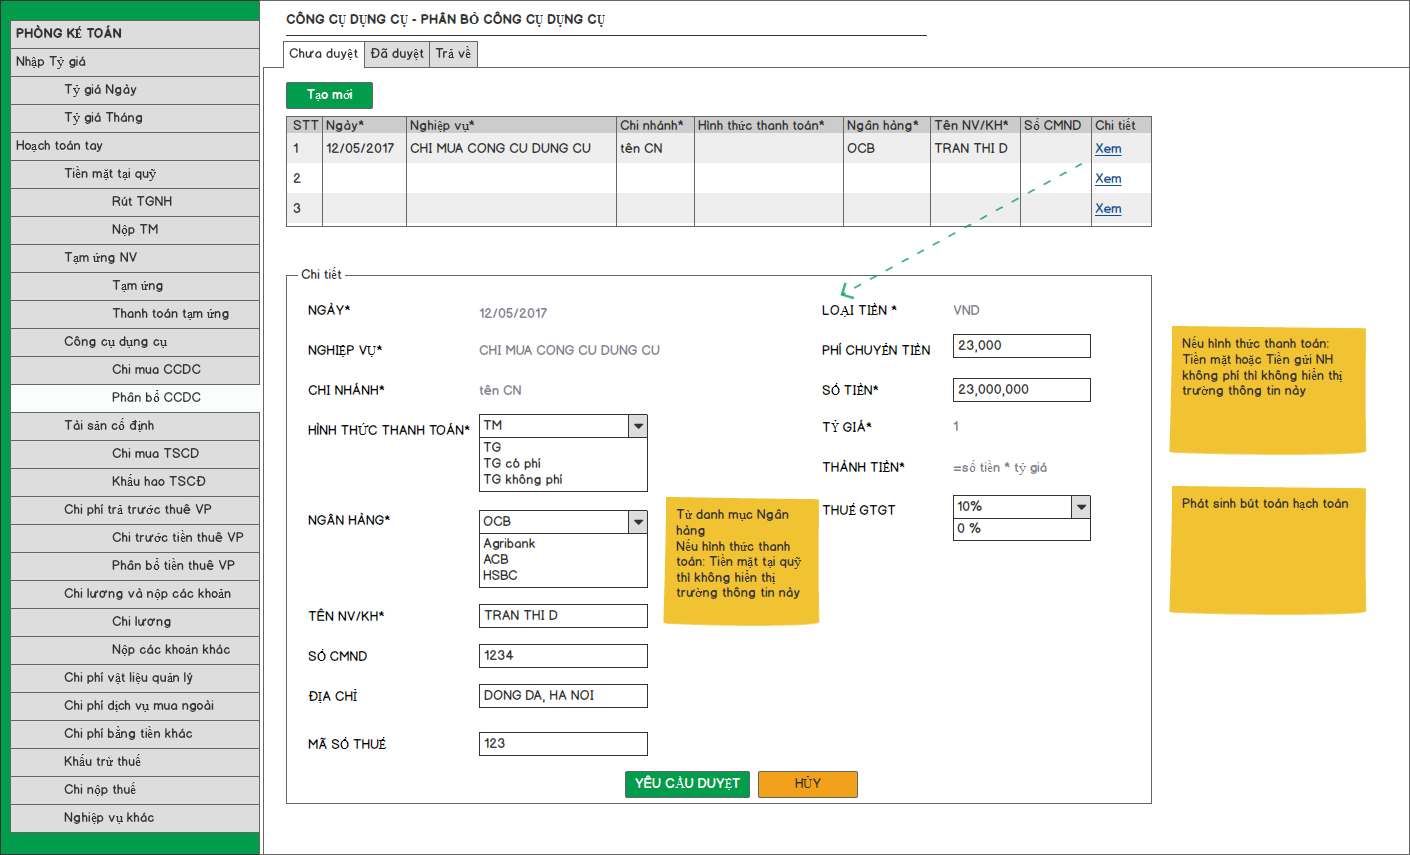 PHÒNG KẾ TOÁN
Nhập Tỷ giá
Tỷ giá Ngày
Tỷ giá Tháng
Hoạch toán tay
Tiền mặt tại quỹ
Rút TGNH
Nộp TM
Tạm ứng NV
Tạm ứng
Thanh toán tạm ứng
Công cụ dụng cụ
Chi mua CCDC
Phân bổ CCDC
Tài sản cố định
Chi mua TSCD
Khấu hao TSCĐ
Chi phí trả trước thuê VP
Chi trước tiền thuê VP
Phân bổ tiền thuê VP
Chi lương và nộp các khoản
Chi lương
Nộp các khoản khác
Chi phí vật liệu quản lý
Chi phí dịch vụ mua ngoài
Chi phí bằng tiền khác
Khấu trừ thuế
Chi nộp thuế
Nghiệp vụ khác
CÔNG CỤ DỤNG CỤ - PHÂN BỔ CÔNG CỤ DỤNG CỤ
Chưa duyệt Đã duyệt Trả về
Tạo mới
STT Ngày* Nghiệp vụ* Chi nhánh* Hình thức thanh toán* Ngân hàng* Tên NV/KH* Số CMND Chi tiết
1 12/05/2017 CHI MUA CONG CU DUNG CU tên CN OCB TRAN THI D Xem
2 Xem
3 Xem
Chi tiết
NGÀY* 12/05/2017
NGHIỆP VỤ* CHI MUA CONG CU DUNG CU
CHI NHÁNH* tên CN
HÌNH THỨC THANH TOÁN* TM
TG
TG có phí
TG không phí
NGÂN HÀNG* OCB
Agribank
ACB
HSBC
TÊN NV/KH* TRAN THI D
SỐ CMND 1234
ĐỊA CHỈ DONG DA, HA NOI
MÃ SỐ THUẾ 123
LOẠI TIỀN * VND
PHÍ CHUYỂN TIỀN 23,000
SỐ TIỀN* 23,000,000
TỶ GIÁ* 1
THÀNH TIỀN* =số tiền * tỷ giá
THUẾ GTGT 10%
0 %
Từ danh mục Ngân
hàng
Nếu hình thức thanh
toán: Tiền mặt tại quỹ
thì không hiển thị
trường thông tin này
YÊU CẦU DUYỆT HỦY
Nếu hình thức thanh toán:
Tiền mặt hoặc Tiền gửi NH
không phí thì không hiển thị
trường thông tin này
Phát sinh bút toán hạch toán